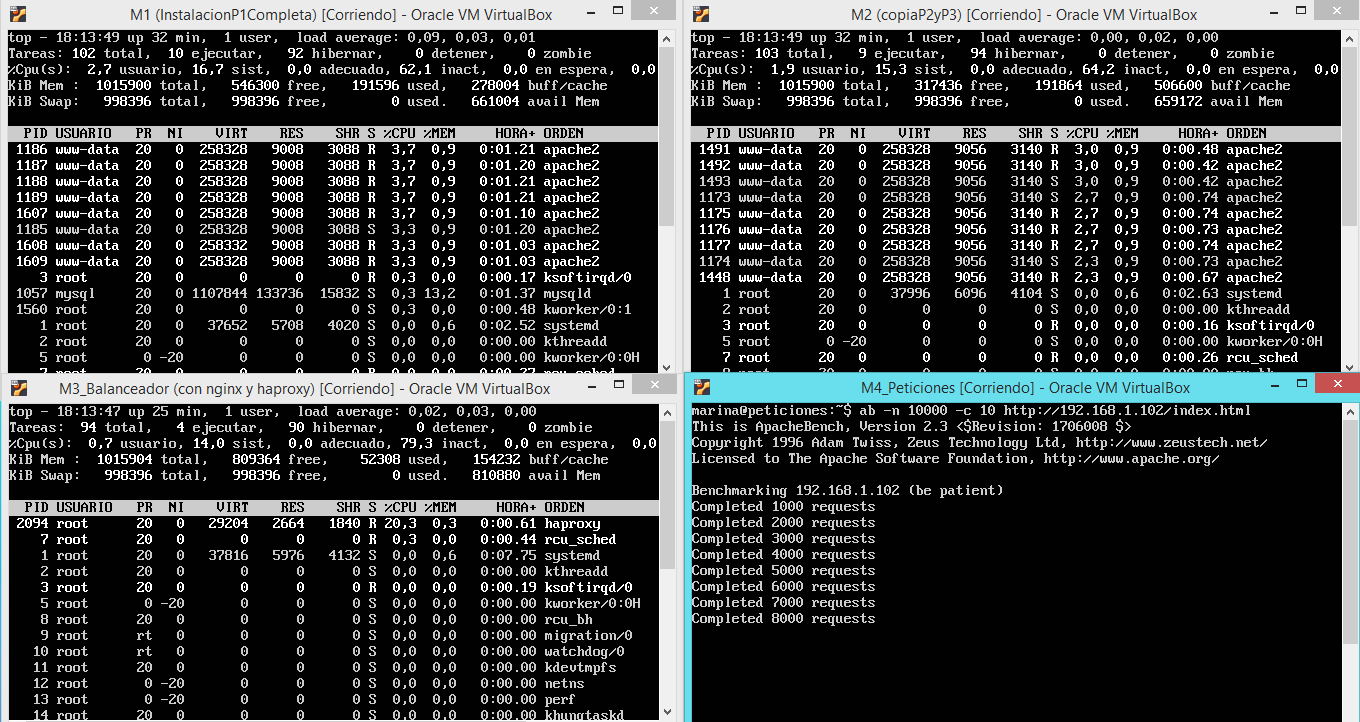 M1 (InstalacionP1Completa) [Corriendo] - Oracle VM VirtualBox
top - 18:13:49 up 32 min,  1 user,  load average: 0,09, 0,03, 0,01
Tareas: 102 total,  10 ejecutar,  92 hibernar,   0 detener,   0 zombie
%Cpu(s):  2,7 usuario, 16,7 sist,  0,0 adecuado, 62,1 inact,  0,0 en espera,  0,0
KiB Mem :  1015900 total,   546300 free,   191596 used,   278004 buff/cache
KiB Swap:   998396 total,   998396 free,        0 used.   661004 avail Mem
PID USUARIO   PR  NI    VIRT    RES    SHR S %CPU %MEM     HORA+ ORDEN
1186 www-data  20   0  258328   9008   3088 R  3,7  0,9   0:01.21 apache2
1187 www-data  20   0  258328   9008   3088 R  3,7  0,9   0:01.20 apache2
1188 www-data  20   0  258328   9008   3088 R  3,7  0,9   0:01.21 apache2
1189 www-data  20   0  258328   9008   3088 R  3,7  0,9   0:01.21 apache2
1607 www-data  20   0  258328   9008   3088 R  3,7  0,9   0:01.10 apache2
1185 www-data  20   0  258328   9008   3088 S  3,3  0,9   0:01.20 apache2
1608 www-data  20   0  258332   9008   3088 R  3,3  0,9   0:01.03 apache2
1609 www-data  20   0  258328   9008   3088 R  3,3  0,9   0:01.03 apache2
3 root      20   0       0      0      0 R  0,3  0,0   0:00.17 ksoftirqd/0
1057 mysql     20   0 1107844 133736  15832 S  0,3 13,2   0:01.37 mysqld
1560 root      20   0       0      0      0 S  0,3  0,0   0:00.48 kworker/0:1
1 root      20   0   37652   5708   4020 S  0,0  0,6   0:02.52 systemd
2 root      20   0       0      0      0 S  0,0  0,0   0:00.00 kthreadd
5 root       0 -20       0      0      0 S  0,0  0,0   0:00.00 kworker/0:0H
M2 (copiaP2yP3) [Corriendo] - Oracle VM VirtualBox
top - 18:13:49 up 32 min,  1 user,  load average: 0,00, 0,02, 0,00
Tareas: 103 total,   9 ejecutar,  94 hibernar,   0 detener,   0 zombie
%Cpu(s):  1,9 usuario, 15,3 sist,  0,0 adecuado, 64,2 inact,  0,0 en espera,  0,0
KiB Mem :  1015900 total,   317436 free,   191864 used,   506600 buff/cache
KiB Swap:   998396 total,   998396 free,        0 used.   659172 avail Mem
PID USUARIO   PR  NI    VIRT    RES    SHR S %CPU %MEM     HORA+ ORDEN
1491 www-data  20   0  258328   9056   3140 R  3,0  0,9   0:00.48 apache2
1492 www-data  20   0  258328   9056   3140 R  3,0  0,9   0:00.42 apache2
1493 www-data  20   0  258328   9056   3140 S  3,0  0,9   0:00.42 apache2
1173 www-data  20   0  258328   9056   3140 S  2,7  0,9   0:00.74 apache2
1175 www-data  20   0  258328   9056   3140 R  2,7  0,9   0:00.74 apache2
1176 www-data  20   0  258328   9056   3140 R  2,7  0,9   0:00.73 apache2
1177 www-data  20   0  258328   9056   3140 R  2,7  0,9   0:00.74 apache2
1174 www-data  20   0  258328   9056   3140 S  2,3  0,9   0:00.73 apache2
1448 www-data  20   0  258328   9056   3140 R  2,3  0,9   0:00.67 apache2
1 root      20   0   37996   6096   4104 S  0,0  0,6   0:02.63 systemd
2 root      20   0       0      0      0 S  0,0  0,0   0:00.00 kthreadd
3 root      20   0       0      0      0 R  0,0  0,0   0:00.16 ksoftirqd/0
5 root       0 -20       0      0      0 S  0,0  0,0   0:00.00 kworker/0:0H
7 root      20   0       0      0      0 R  0,0  0,0   0:00.26 rcu_sched
M3_Balanceador (con nginx y haproxy) [Corriendo] - Oracle VM VirtualBox
top - 18:13:47 up 25 min,  1 user,  load average: 0,02, 0,03, 0,00
Tareas:  94 total,   4 ejecutar,  90 hibernar,   0 detener,   0 zombie
%Cpu(s):  0,7 usuario, 14,0 sist,  0,0 adecuado, 79,3 inact,  0,0 en espera,  0,0
KiB Mem :  1015904 total,   809364 free,    52308 used,   154232 buff/cache
KiB Swap:   998396 total,   998396 free,        0 used.   810880 avail Mem
PID USUARIO   PR  NI    VIRT    RES    SHR S %CPU %MEM     HORA+ ORDEN
2094 root      20   0   29204   2664   1840 R 20,3  0,3   0:00.61 haproxy
7 root      20   0       0      0      0 R  0,3  0,0   0:00.44 rcu_sched
1 root      20   0   37816   5976   4132 S  0,0  0,6   0:07.75 systemd
2 root      20   0       0      0      0 S  0,0  0,0   0:00.00 kthreadd
3 root      20   0       0      0      0 R  0,0  0,0   0:00.19 ksoftirqd/0
5 root       0 -20       0      0      0 S  0,0  0,0   0:00.00 kworker/0:0H
8 root      20   0       0      0      0 S  0,0  0,0   0:00.00 rcu_bh
9 root      rt   0       0      0      0 S  0,0  0,0   0:00.00 migration/0
10 root      rt   0       0      0      0 S  0,0  0,0   0:00.00 watchdog/0
11 root      20   0       0      0      0 S  0,0  0,0   0:00.00 kdevtmpfs
12 root       0 -20       0      0      0 S  0,0  0,0   0:00.00 netns
13 root       0 -20       0      0      0 S  0,0  0,0   0:00.00 perf
14 root      20   0       0      0      0 S  0,0  0,0   0:00.00 khungtaskd
M4_Peticiones [Corriendo] - Oracle VM VirtualBox
marina@peticiones:~$ ab -n 10000 -c 10 http://192.168.1.102/index.html
This is ApacheBench, Version 2.3 <$Revision: 1706008 $>
Copyright 1996 Adam Twiss, Zeus Technology Ltd, http://www.zeustech.net/
Licensed to The Apache Software Foundation, http://www.apache.org/
Benchmarking 192.168.1.102 (be patient)
Completed 1000 requests
Completed 2000 requests
Completed 3000 requests
Completed 4000 requests
Completed 5000 requests
Completed 6000 requests
Completed 7000 requests
Completed 8000 requests